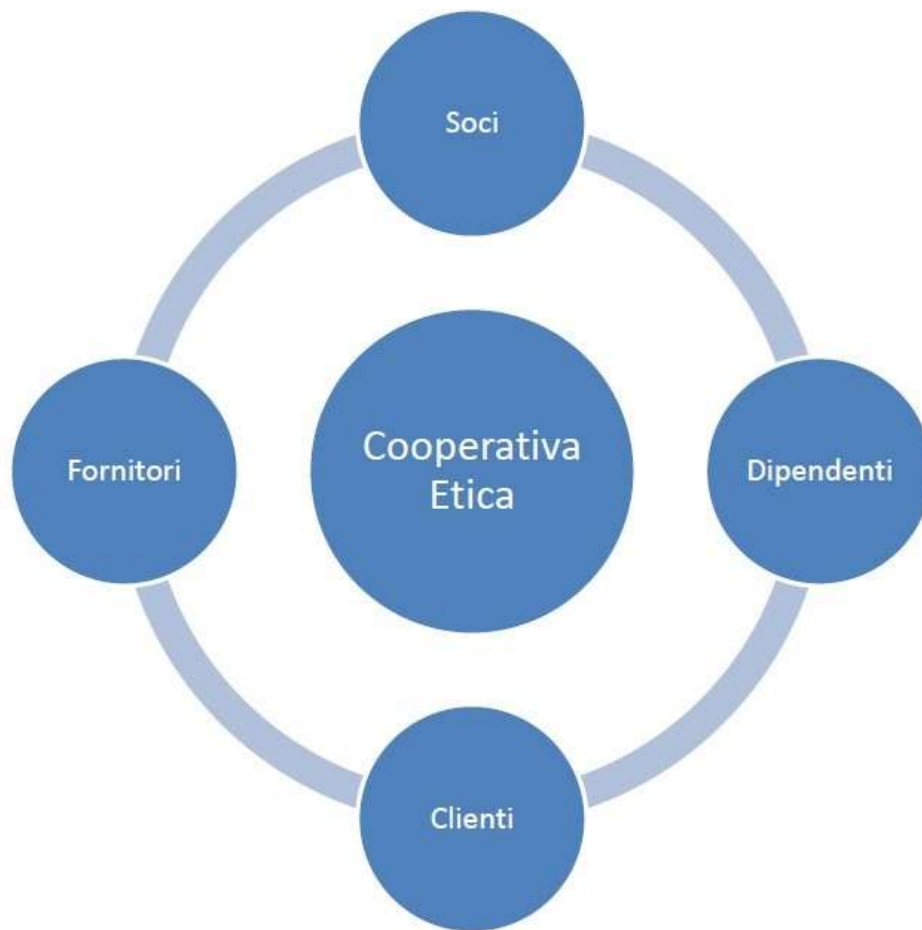 Soci
Fornitori
Cooperativa
Etica
Dipendenti
Clienti